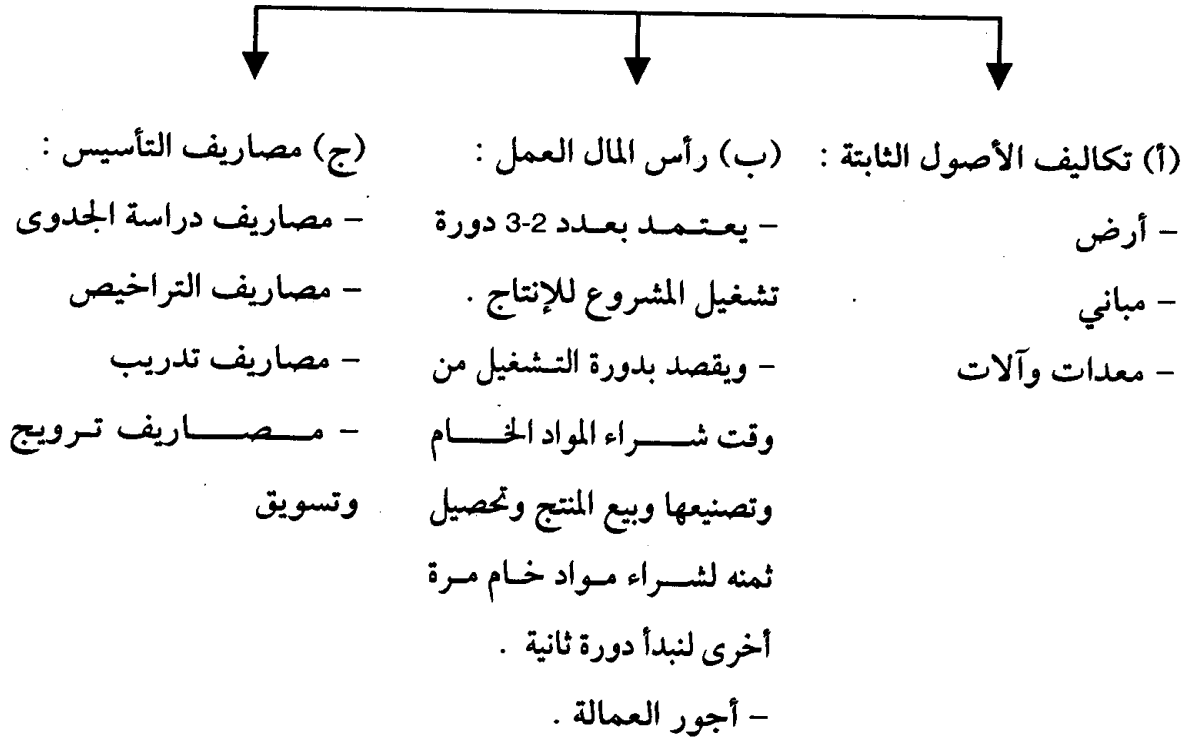 (أ) تكاليف الأصول الثابتة :
– أرض
– مباني
– معدات وآلات
(ب) رأس المال العمل :
– يعتمد بعدد 2-3 دورة
تشغيل المشروع للإنتاج .
– ويقصد بدورة التشغيل من
وقت شراء المواد الخام
وتصنيعها وبيع المنتج وتحصيل
ثمنه لشراء مواد خام مرة
أخرى لنبدأ دورة ثانية .
– أجور العمالة .
(ج) مصاريف التأسيس :
– مصاريف دراسة الجدوى
– مصاريف التراخيص
– مصاريف تدريب
– مصاريف ترويج
وتسويق